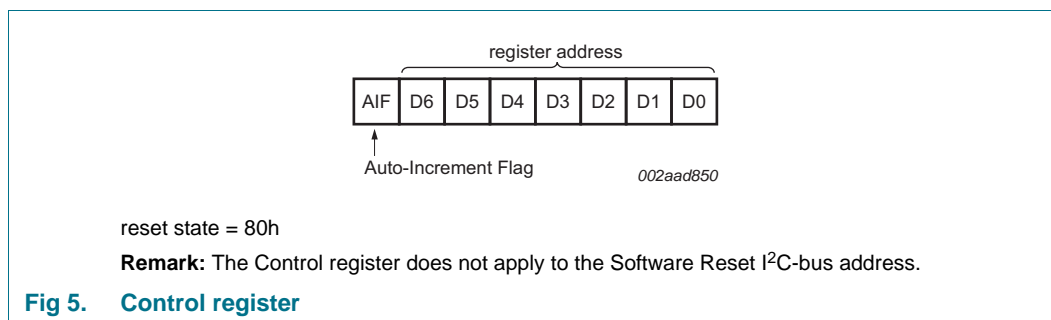 register address
AIF D6 D5 D4 D3 D2 D1 D0
Auto-Increment Flag
002aad850
reset state = 80h
Remark: The Control register does not apply to the Software Reset I²C-bus address.
Fig 5. Control register